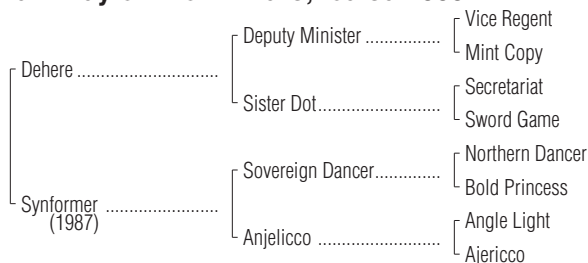 Vice Regent
Deputy Minister ..................
Mint Copy
Dehere ..................................
Secretariat
Sister Dot..............................
Sword Game
Northern Dancer
Sovereign Dancer...............
Bold Princess
Synformer ...........................
(1987)
Angle Light
Anjelicco .............................
Ajericco